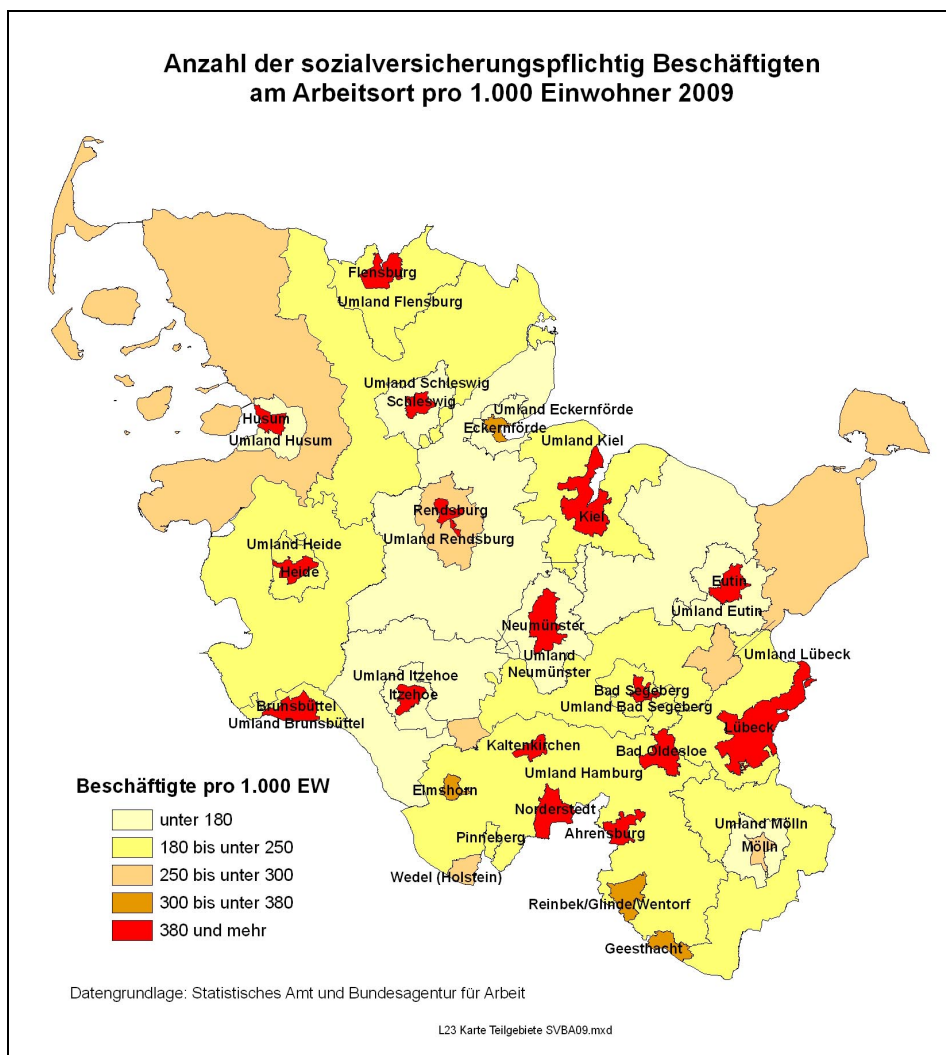 Anzahl der sozialversicherungspflichtig Beschäftigten
am Arbeitsort pro 1.000 Einwohner 2009
Flensburg
Umland Flensburg
Umland Schleswig
Schleswig
Umland Eckernförde
Eckernförde
Husum
Umland Husum
Umland Kiel
Kiel
Rendsburg
Umland Rendsburg
Umland Heide
Heide
Eutin
Umland Eutin
Neumünster
Umland
Neumünster
Umland Lübeck
Umland Itzehoe
Itzehoe
Bad Segeberg
Umland Bad Segeberg
Brunsbüttel
Umland Brunsbüttel
Lübeck
Kaltenkirchen
Bad Oldesloe
Umland Hamburg
Elmshorn
Norderstedt
Ahrensburg
Pinneberg
Umland Mölln
Mölln
Wedel (Holstein)
Reinbek/Glinde/Wentorf
Geesthacht
Beschäftigte pro 1.000 EW
unter 180
180 bis unter 250
250 bis unter 300
300 bis unter 380
380 und mehr
Datengrundlage: Statistisches Amt und Bundesagentur für Arbeit
L23 Karte Teilgebiete SVBA09.mxd